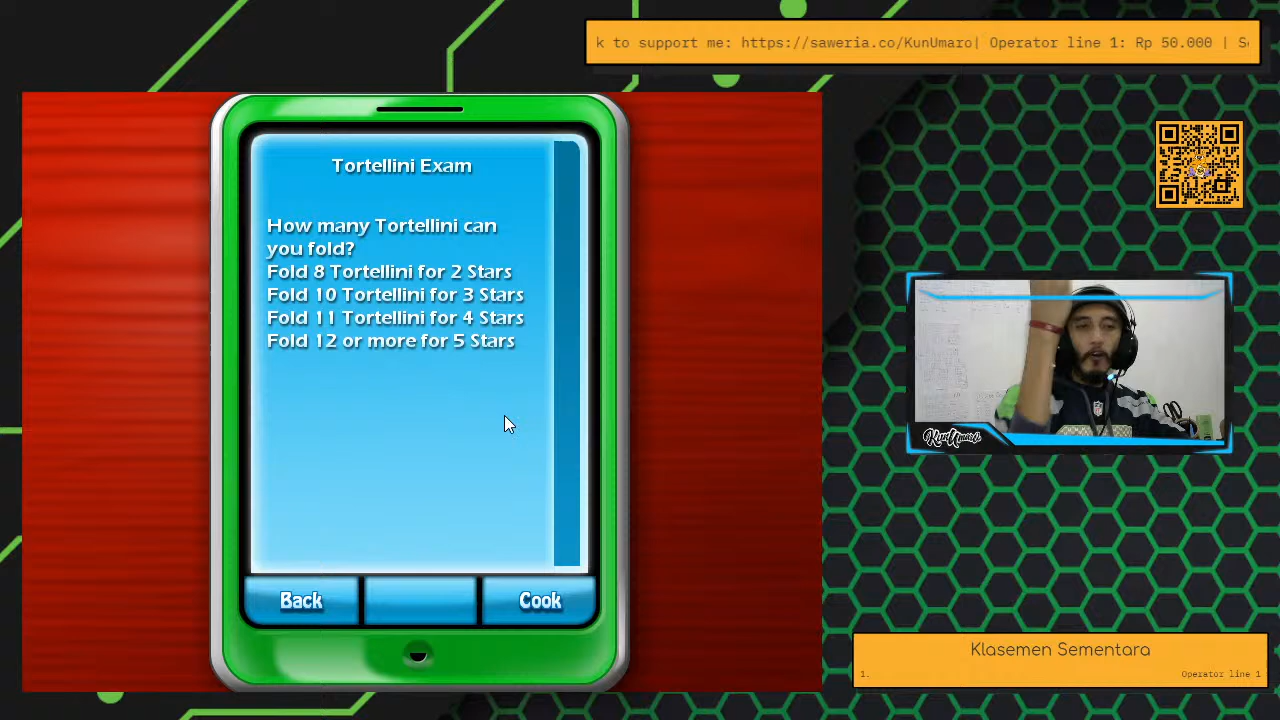 k to support me: https://saweria.co/KunUmaro| Operator line 1: Rp 50.000 | S
Tortellini Exam
How many Tortellini can
you fold?
Fold 8 Tortellini for 2 Stars
Fold 10 Tortellini for 3 Stars
Fold 11 Tortellini for 4 Stars
Fold 12 or more for 5 Stars
Back
Cook
KunUmaro
Klasemen Sementara
1.
Operator line 1